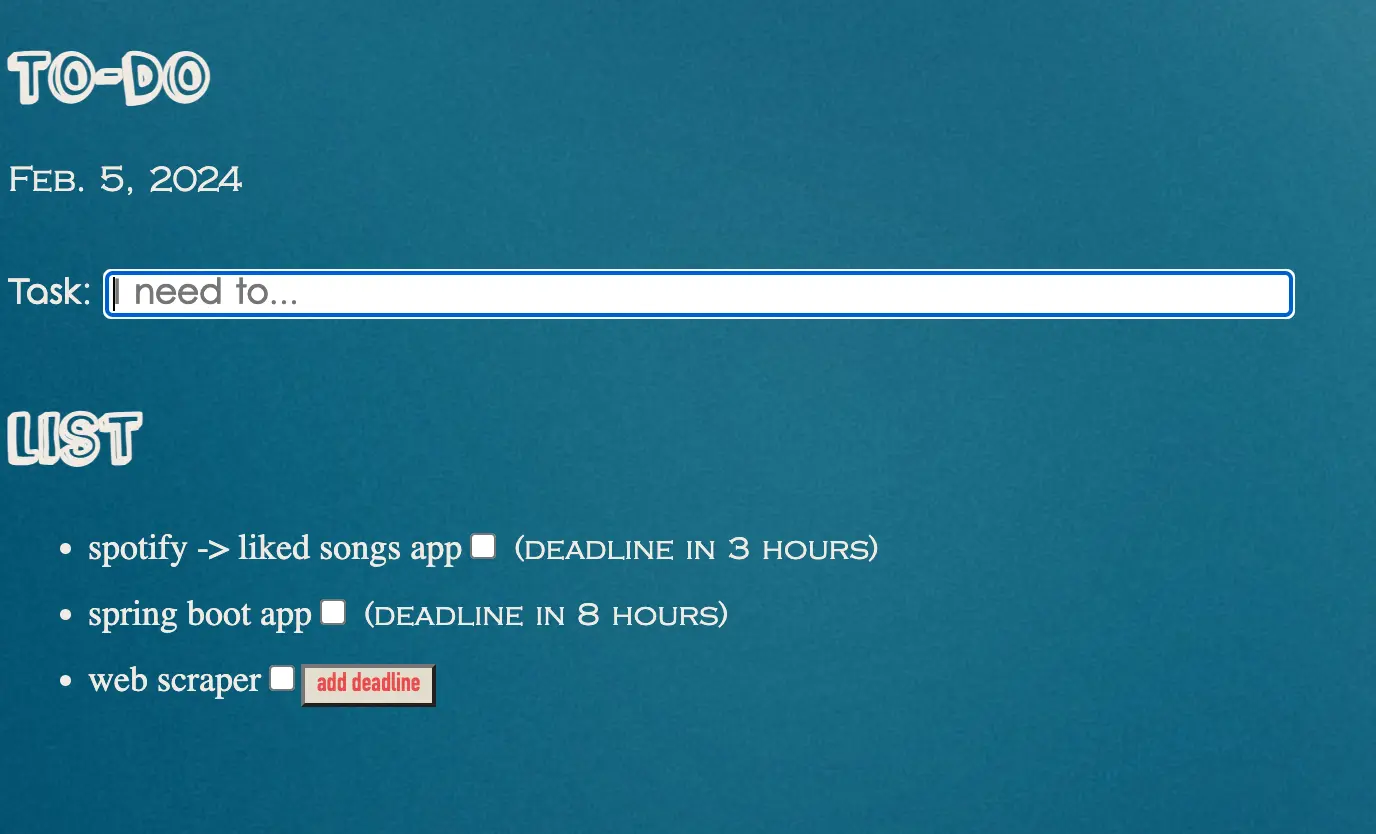 TO-DO
Feb. 5, 2024
Task: I need to...
LIST
• spotify -> liked songs app (deadline in 3 hours)
• spring boot app (deadline in 8 hours)
• web scraper add deadline